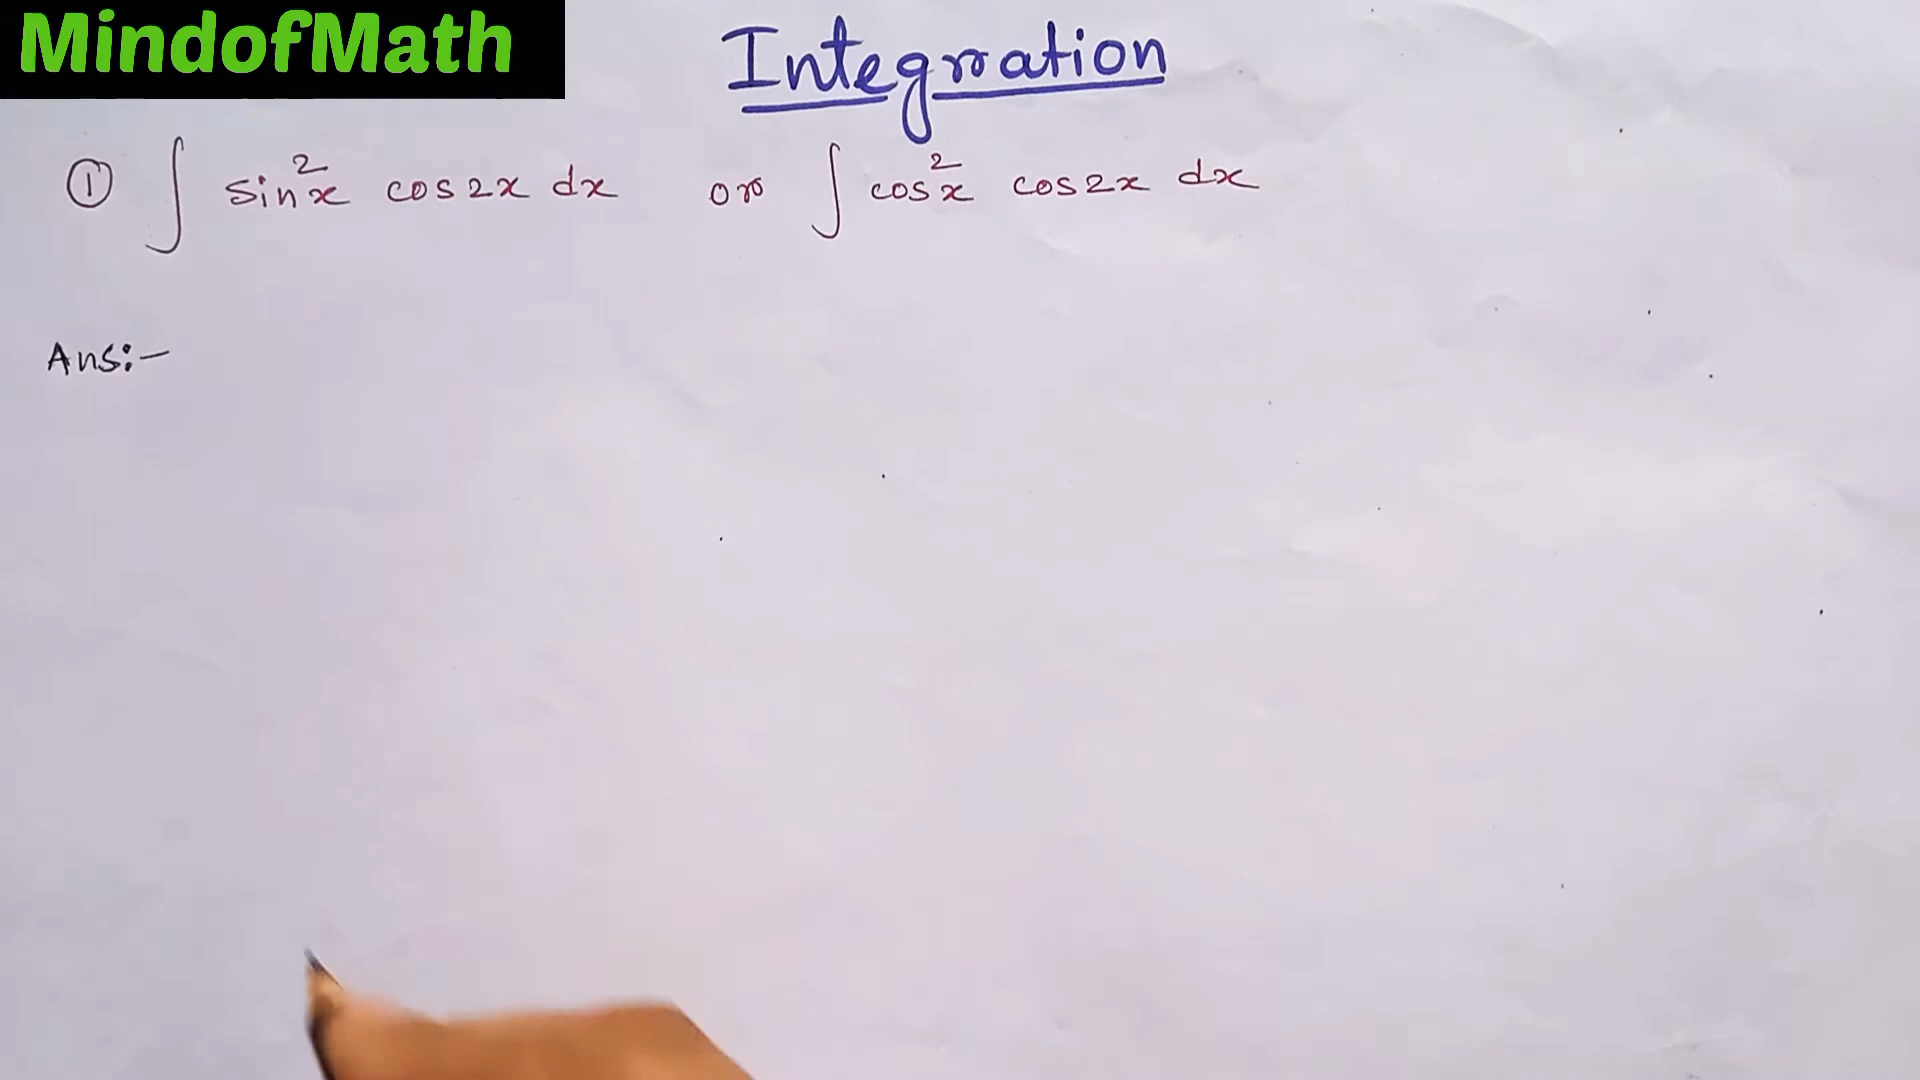 MindofMath
Integration
① ∫ sin²x cos2x dx or ∫ cos²x cos2x dx
Ans:-